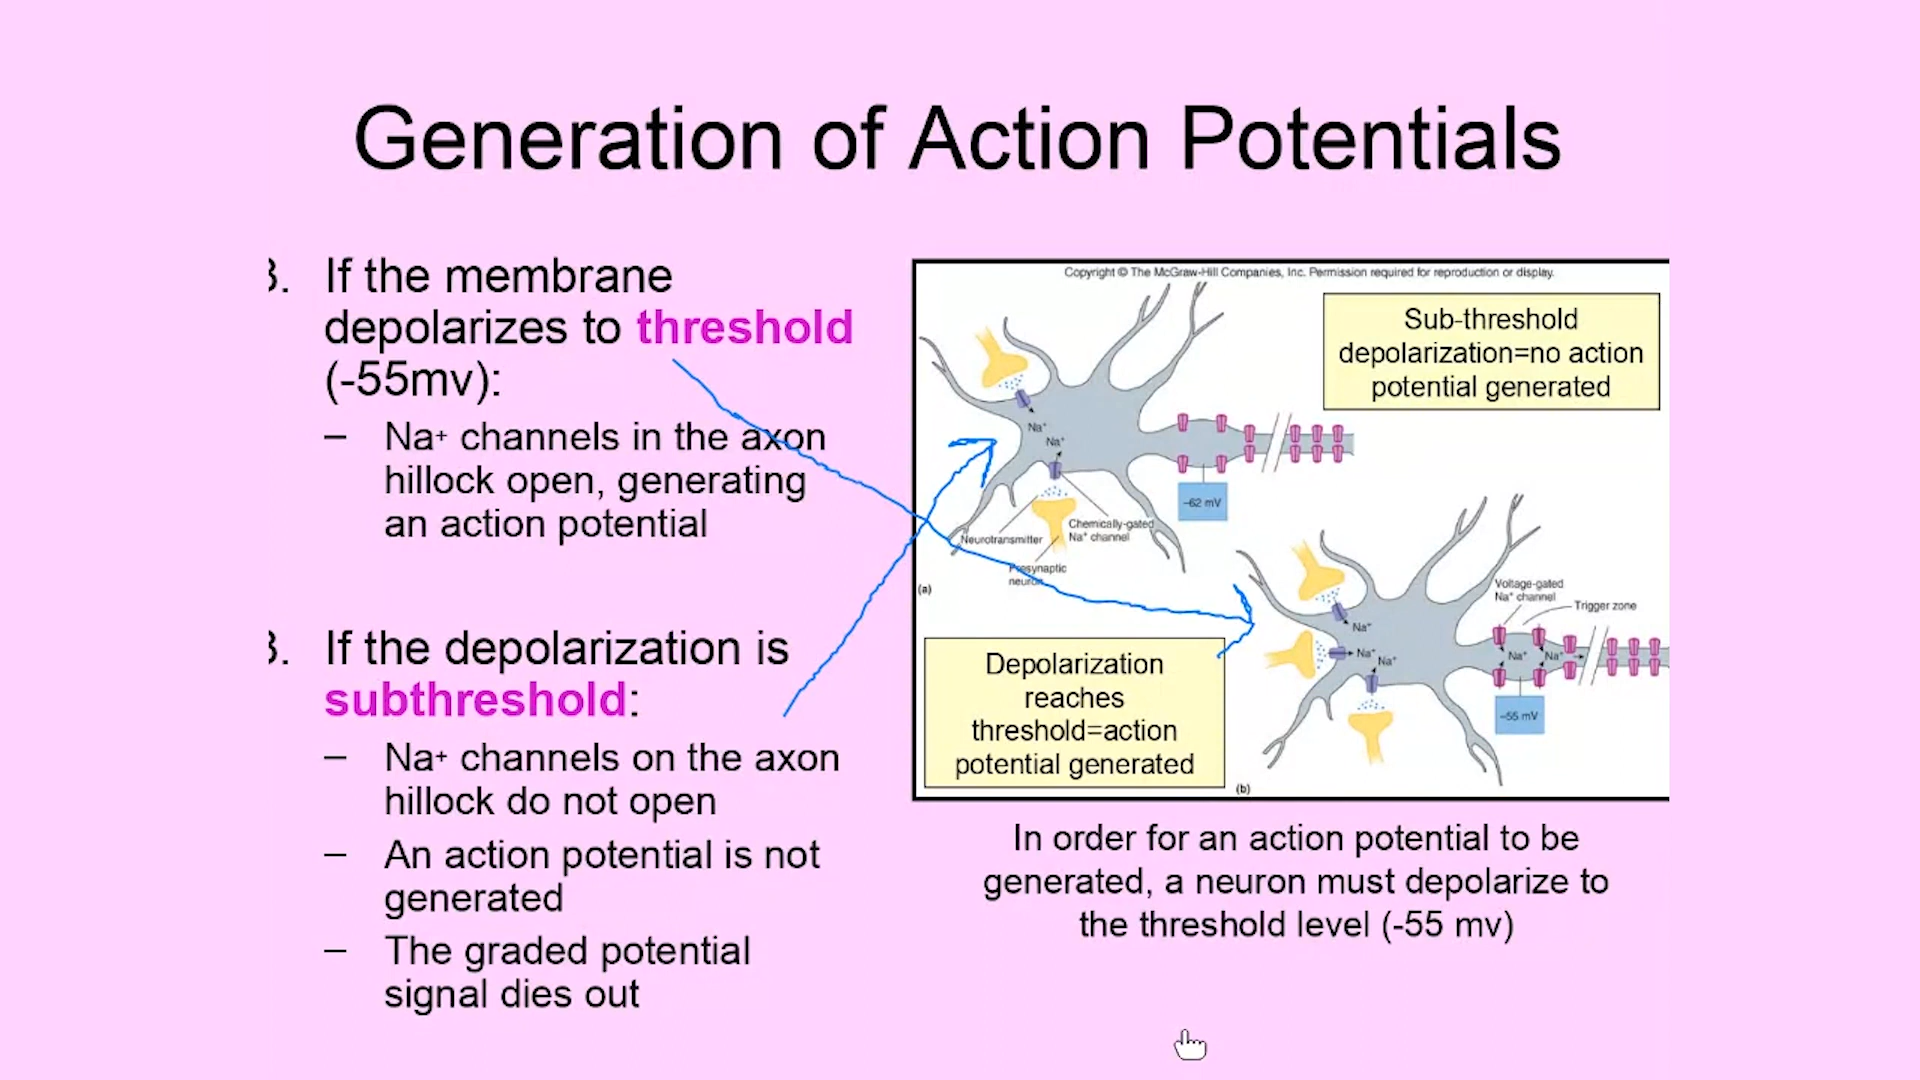 Generation of Action Potentials
3. If the membrane
depolarizes to threshold
(-55mv):
– Na+ channels in the axon
hillock open, generating
an action potential
3. If the depolarization is
subthreshold:
– Na+ channels on the axon
hillock do not open
– An action potential is not
generated
– The graded potential
signal dies out
Copyright © The McGraw-Hill Companies, Inc. Permission required for reproduction or display.
Sub-threshold
depolarization=no action
potential generated
Na+
Na+
–62 mV
Neurotransmitter
Chemically-gated
Na+ channel
Presynaptic
neuron
(a)
Voltage-gated
Na+ channel
Trigger zone
Na+
Na+
Na+
Na+
Na+
–55 mV
Depolarization
reaches
threshold=action
potential generated
(b)
In order for an action potential to be
generated, a neuron must depolarize to
the threshold level (-55 mv)